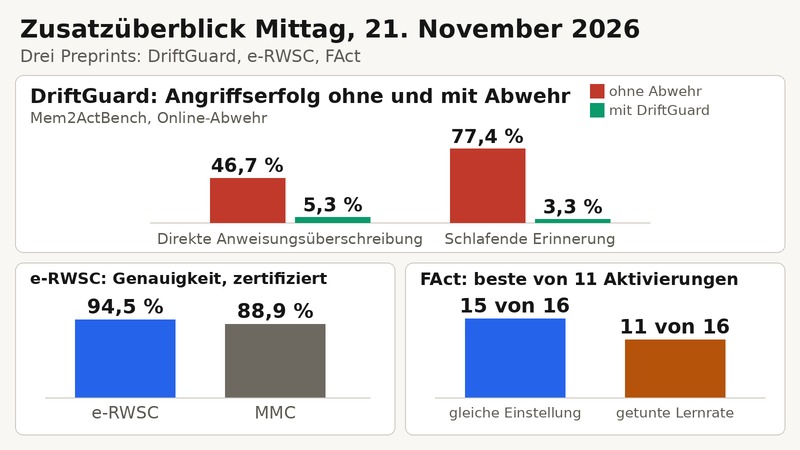 Zusatzüberblick Mittag, 21. November 2026
Drei Preprints: DriftGuard, e-RWSC, FAct
DriftGuard: Angriffserfolg ohne und mit Abwehr
Mem2ActBench, Online-Abwehr
ohne Abwehr
mit DriftGuard
46,7 %
5,3 %
77,4 %
3,3 %
Direkte Anweisungsüberschreibung
Schlafende Erinnerung
e-RWSC: Genauigkeit, zertifiziert
94,5 %
88,9 %
e-RWSC
MMC
FAct: beste von 11 Aktivierungen
15 von 16
11 von 16
gleiche Einstellung
getunte Lernrate